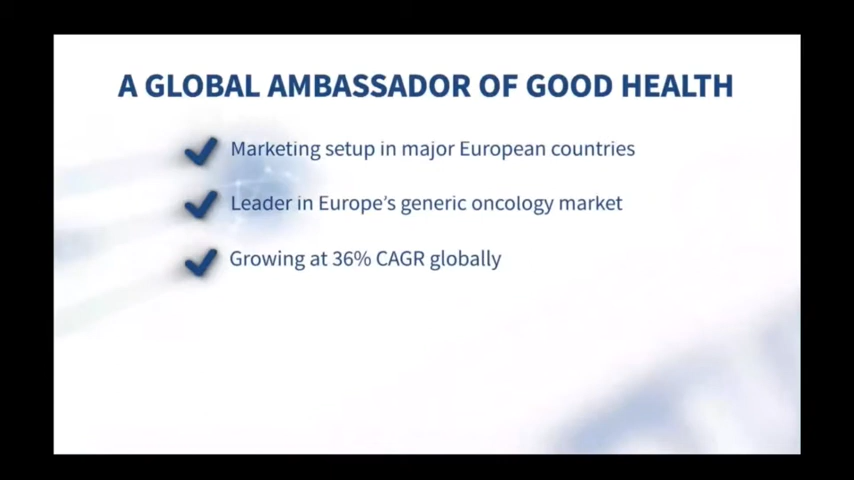 A GLOBAL AMBASSADOR OF GOOD HEALTH
Marketing setup in major European countries
Leader in Europe's generic oncology market
Growing at 36% CAGR globally